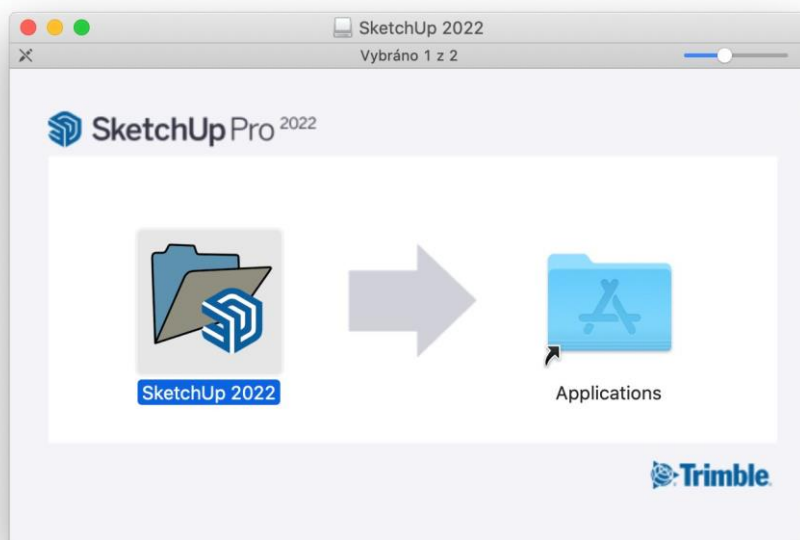 SketchUp 2022
Vybráno 1 z 2
SketchUp Pro 2022
SketchUp 2022
Applications
Trimble.